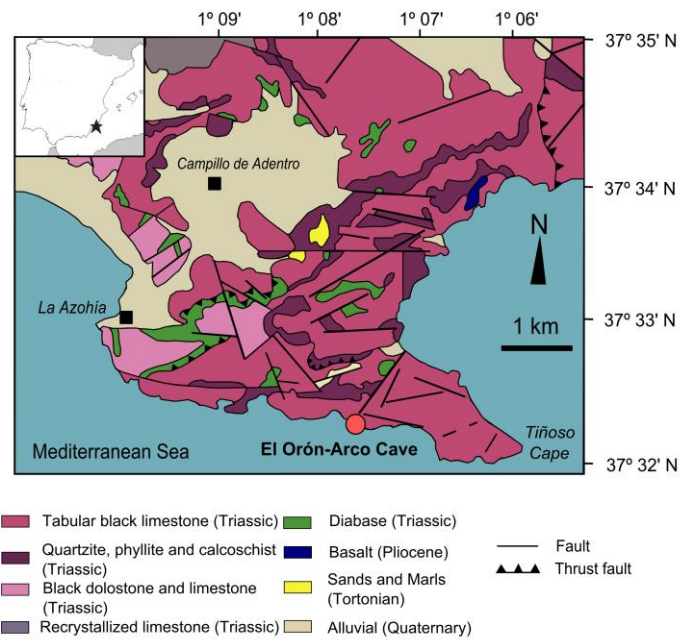 1º 09' 1º 08' 1º 07' 1º 06'
37º 35' N
Campillo de Adentro
37º 34' N
N
La Azohía
37º 33' N
1 km
Mediterranean Sea
El Orón-Arco Cave
Tiñoso
Cape
37º 32' N
Tabular black limestone (Triassic)
Quartzite, phyllite and calcoschist
(Triassic)
Black dolostone and limestone
(Triassic)
Recrystallized limestone (Triassic)
Diabase (Triassic)
Basalt (Pliocene)
Sands and Marls
(Tortonian)
Alluvial (Quaternary)
Fault
Thrust fault